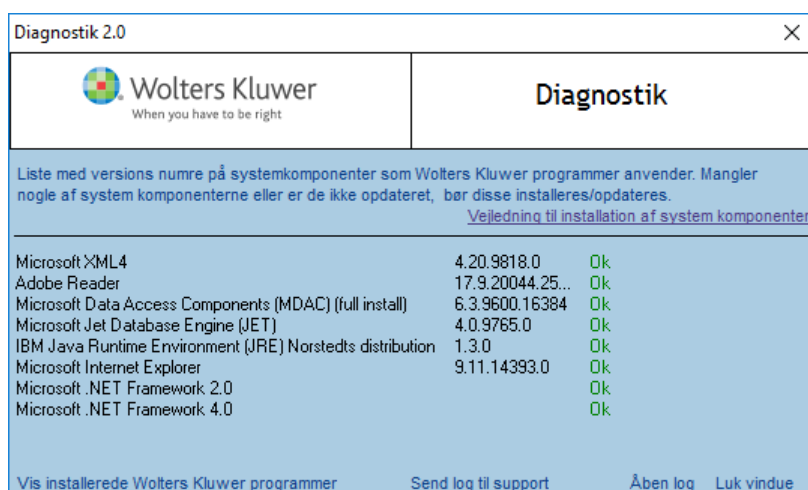 Diagnostik 2.0
Wolters Kluwer
When you have to be right
Diagnostik
Liste med versions numre på systemkomponenter som Wolters Kluwer programmer anvender. Mangler
nogle af system komponenterne eller er de ikke opdateret, bør disse installeres/opdateres.
Vejledning til installation af system komponenter
Microsoft XML4 4.20.9818.0 Ok
Adobe Reader 17.9.20044.25... Ok
Microsoft Data Access Components (MDAC) (full install) 6.3.9600.16384 Ok
Microsoft Jet Database Engine (JET) 4.0.9765.0 Ok
IBM Java Runtime Environment (JRE) Norstedts distribution 1.3.0 Ok
Microsoft Internet Explorer 9.11.14393.0 Ok
Microsoft .NET Framework 2.0 Ok
Microsoft .NET Framework 4.0 Ok
Vis installerede Wolters Kluwer programmer Send log til support Åben log Luk vindue